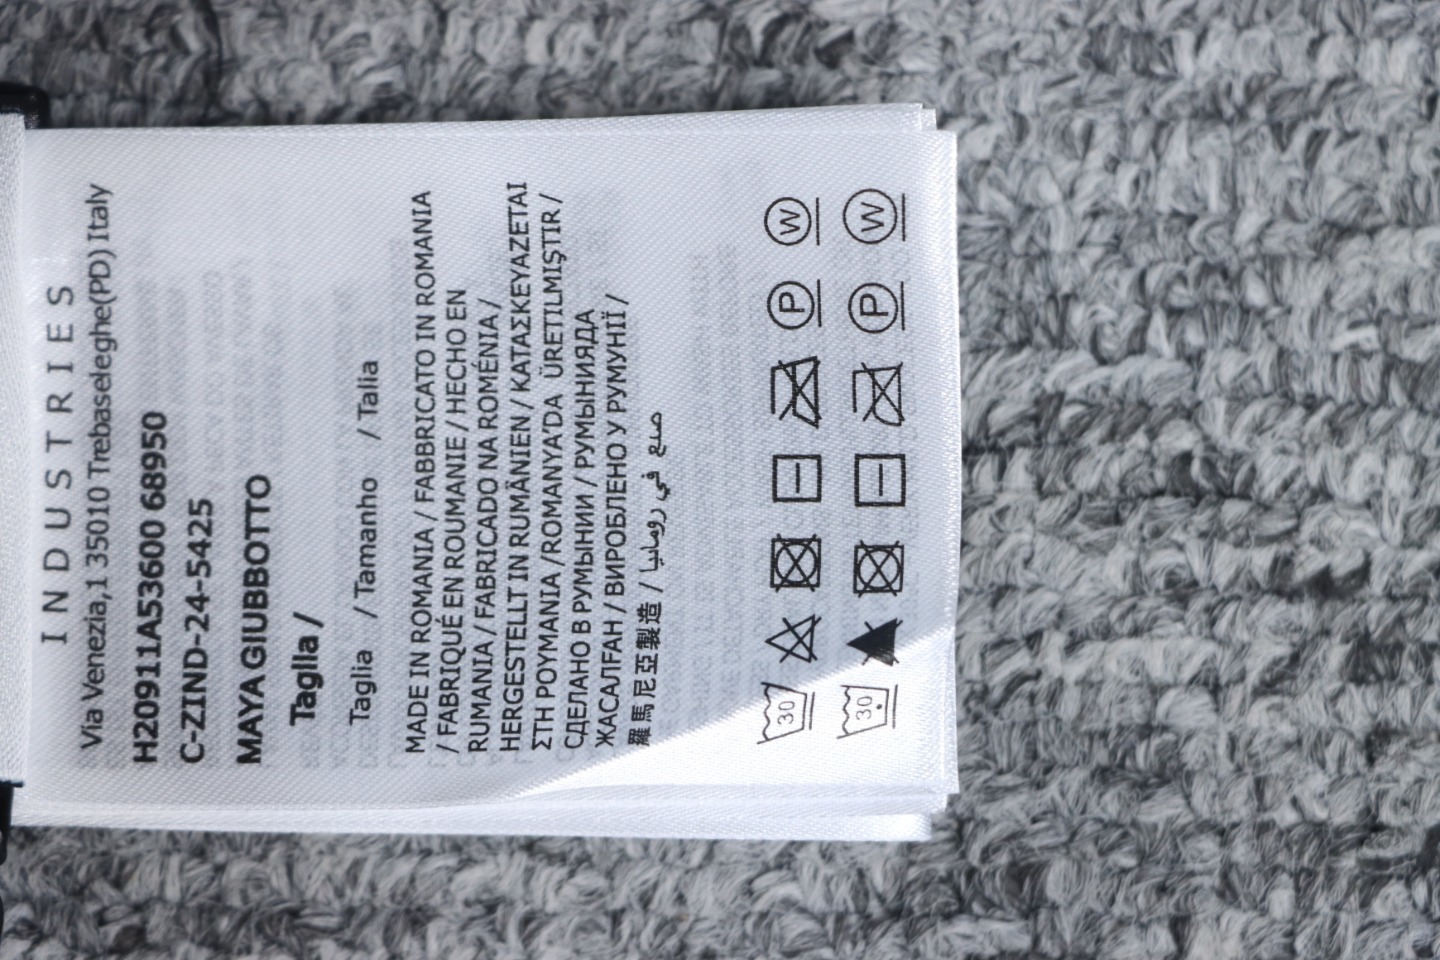 INDUSTRIES
Via Venezia,1 35010 Trebaseleghe(PD) Italy
H20911A53600 68950
C-ZIND-24-5425
MAYA GIUBBOTTO
Taglla /
Taglia / Tamanho / Talia
MADE IN ROMANIA / FABBRICATO IN ROMANIA
/ FABRIQUÉ EN ROUMANIE / HECHO EN
RUMANIA / FABRICADO NA ROMÉNIA /
HERGESTELLT IN RUMÄNIEN / ΚΑΤΑΣΚΕΥΑΖΕΤΑΙ
ΣΤΗ ΡΟΥΜΑΝΙΑ /ROMANYA'DA ÜRETILMIŞTIR /
СДЕЛАНО В РУМЫНИИ / РУМЫНИЯДА
ЖАСАЛҒАН / ВИРОБЛЕНО У РУМУНІЇ /
羅馬尼亞製造 / صنع في رومانيا
30 P W
30 P W